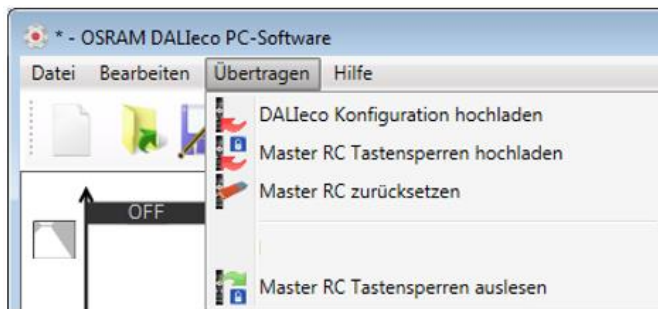 * - OSRAM DALIeco PC-Software
Datei Bearbeiten Übertragen Hilfe
DALIeco Konfiguration hochladen
Master RC Tastensperren hochladen
Master RC zurücksetzen
OFF
Master RC Tastensperren auslesen